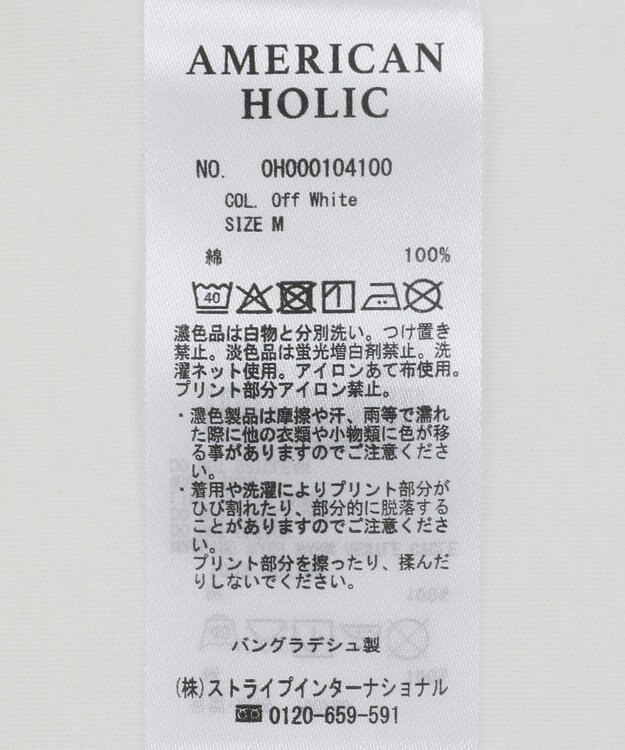 AMERICAN
HOLIC
NO. 0H000104100
COL. Off White
SIZE M
綿 100%
40
濃色品は白物と分別洗い。つけ置き
禁止。淡色品は蛍光増白剤禁止。洗
濯ネット使用。アイロンあて布使用。
プリント部分アイロン禁止。
・濃色製品は摩擦や汗、雨等で濡れ
た際に他の衣類や小物類に色が移
る事がありますのでご注意くださ
い。
・着用や洗濯によりプリント部分が
ひび割れたり、部分的に脱落する
ことがありますのでご注意くださ
い。
プリント部分を擦ったり、揉んだ
りしないでください。
バングラデシュ製
(株)ストライプインターナショナル
0120-659-591